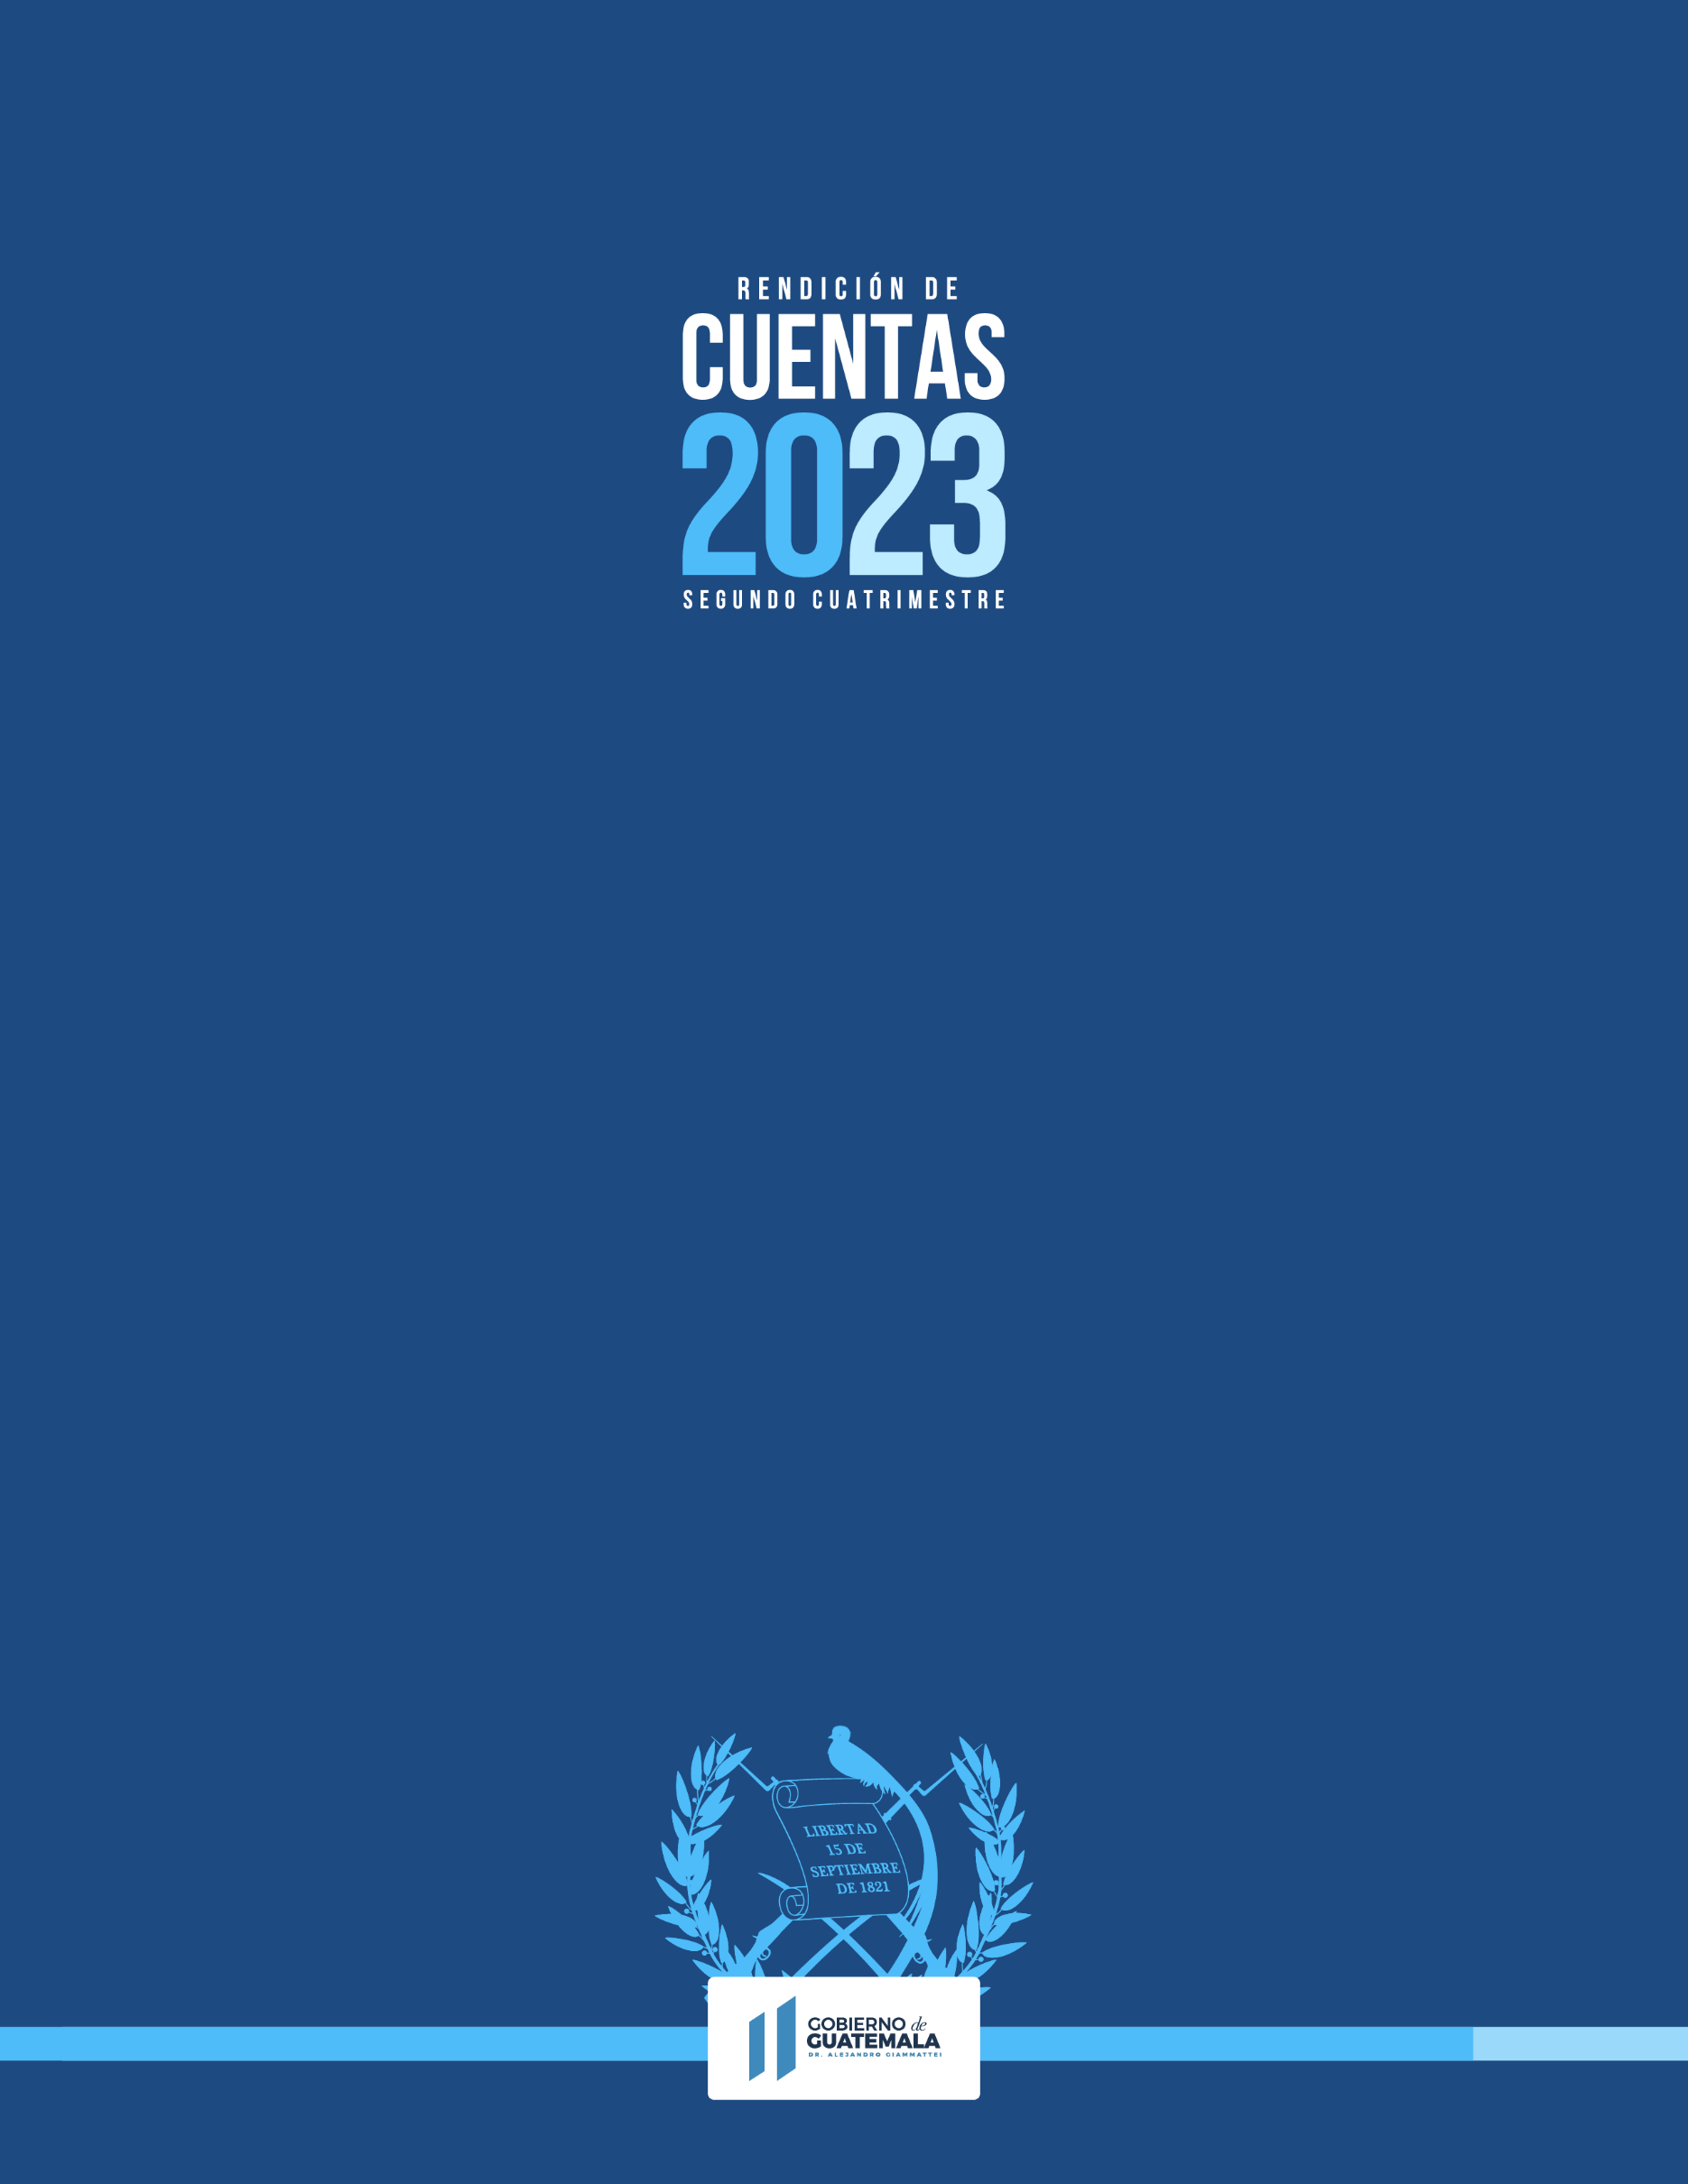 RENDICIÓN DE
CUENTAS
2023
SEGUNDO CUATRIMESTRE
LIBERTAD
15 DE
SEPTIEMBRE
DE 1821
GOBIERNO de
GUATEMALA
DR. ALEJANDRO GIAMMATTEI